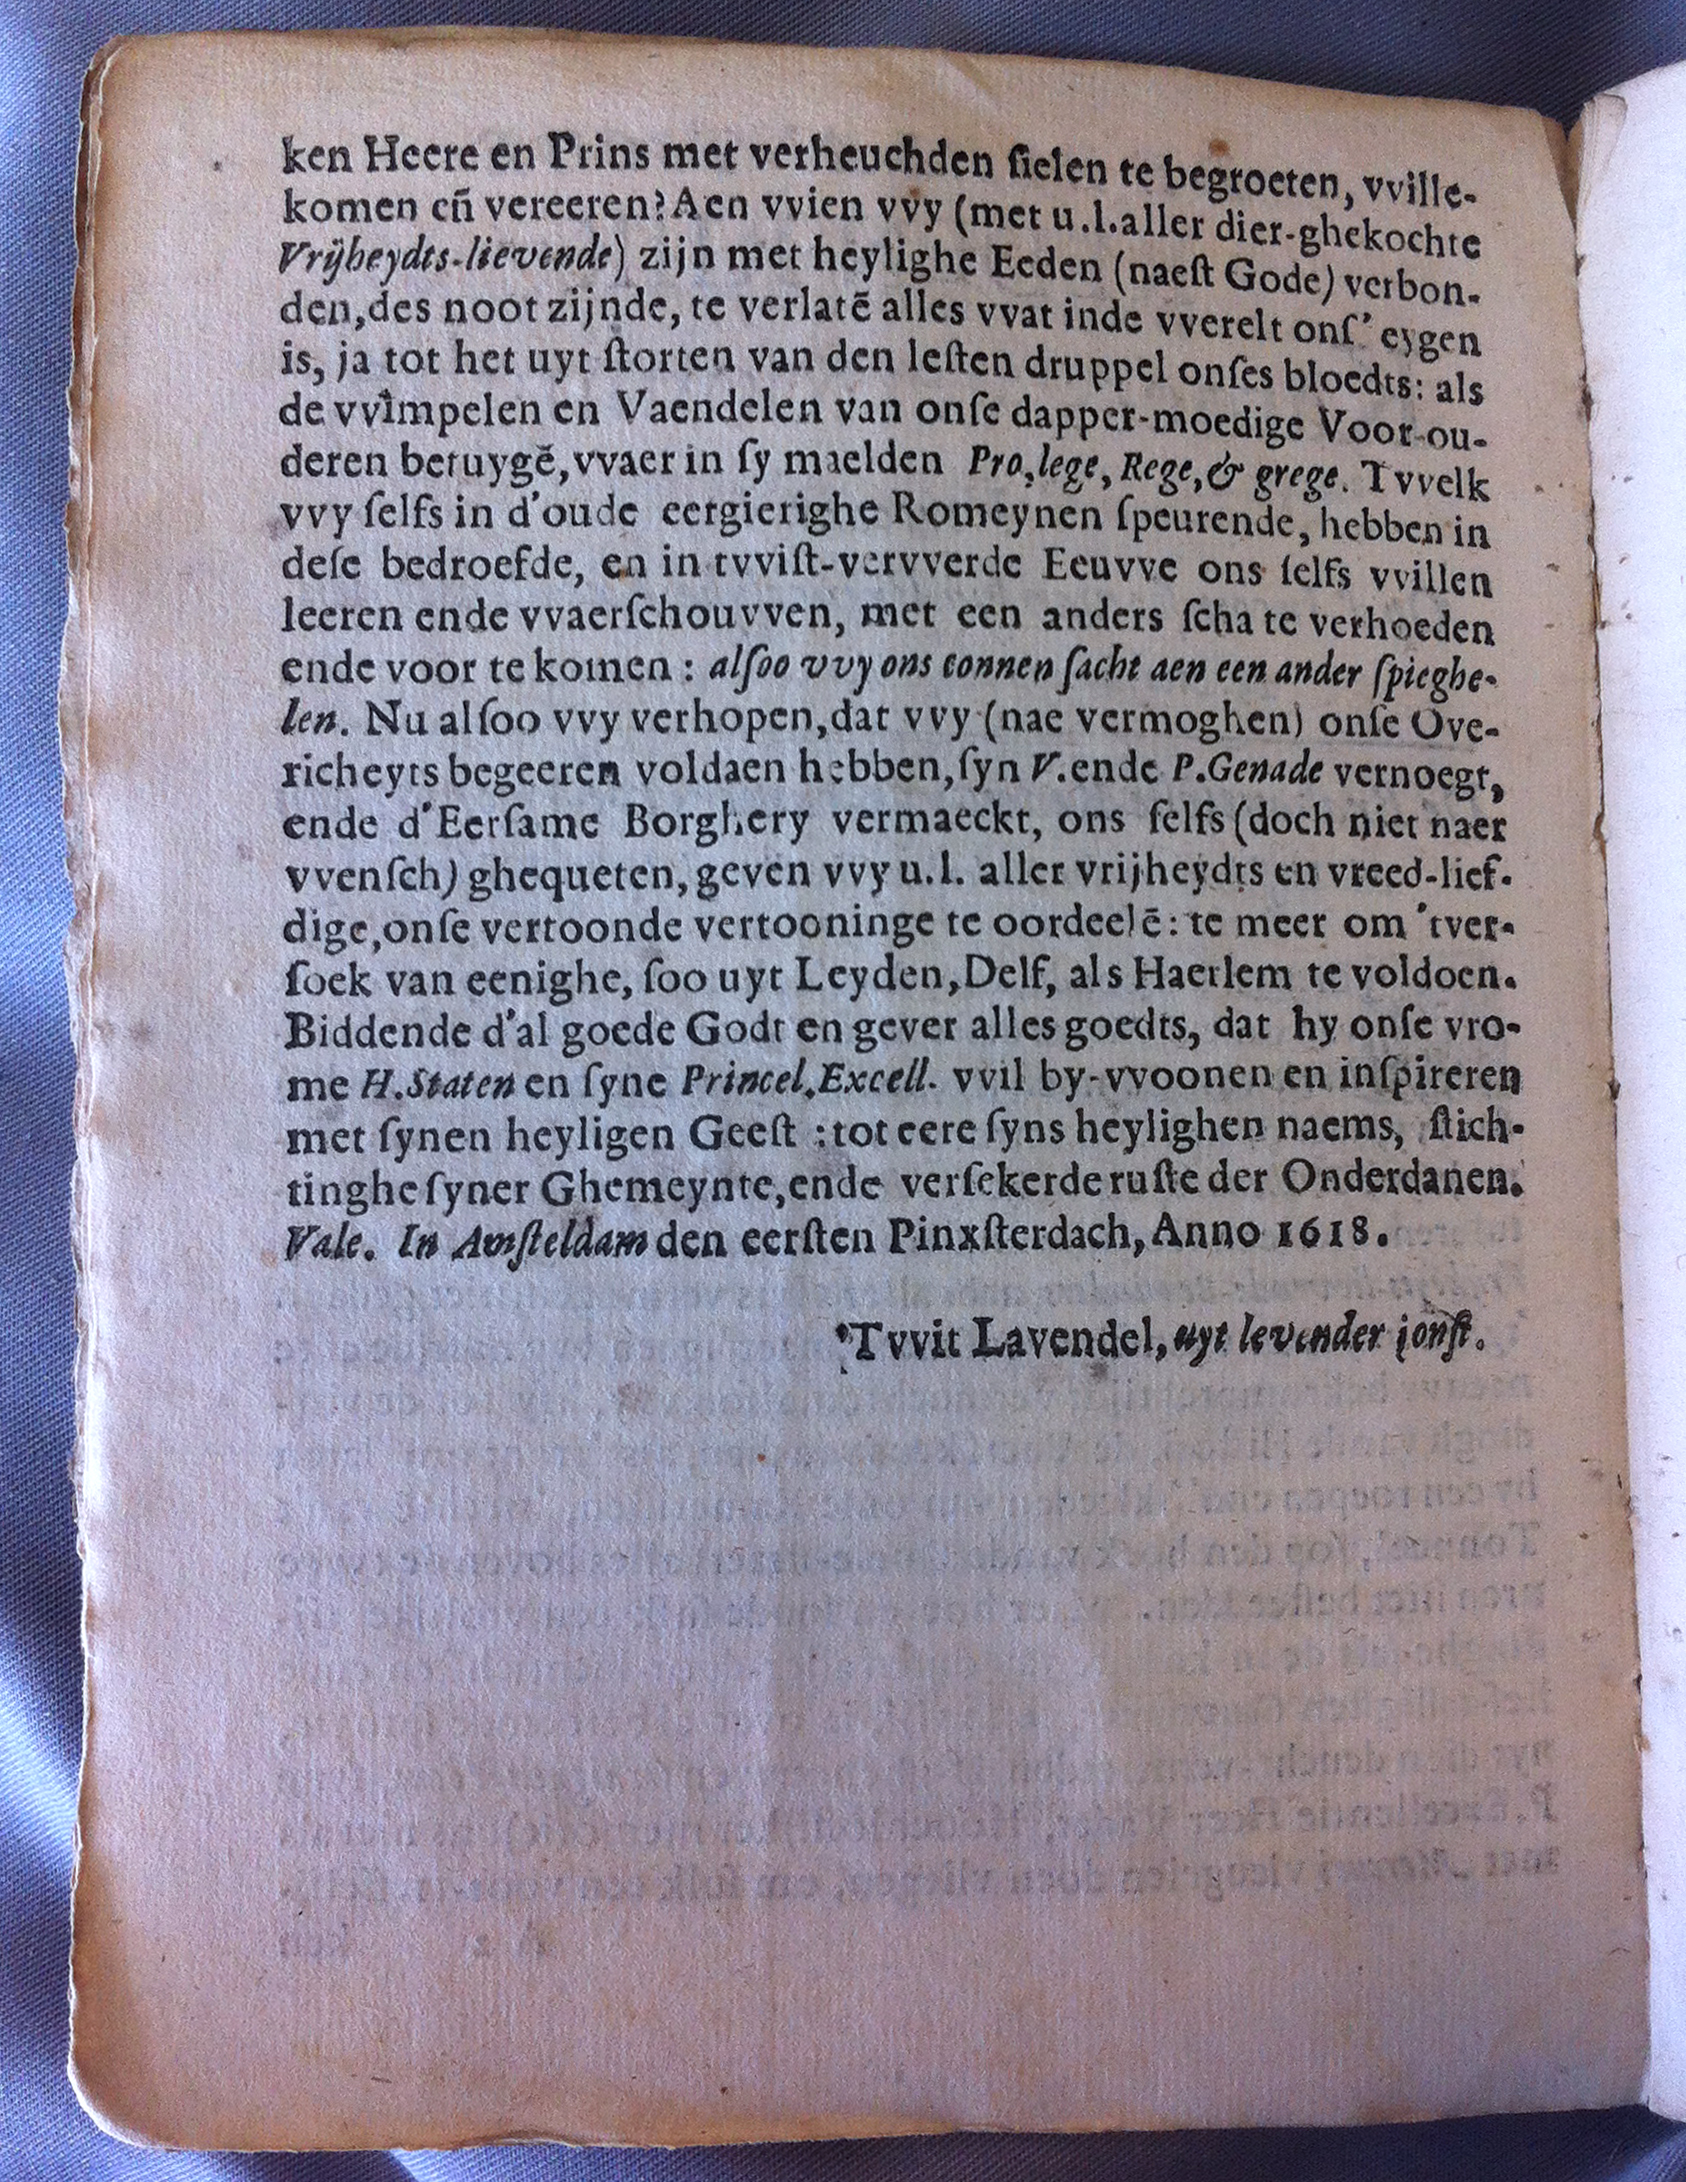 ken Heere en Prins met verheuchden ſielen te begroeten, vville-
komen eñ vereeren? Aen vvien vvy (met u.l. aller dier-ghekochte
Vrijheydts-lievende) zijn met heylighe Eeden (naeſt Gode) verbon-
den, des noot zijnde, te verlatē alles vvat inde vverelt onſ' eygen
is, ja tot het uyt ſtorten van den leſten druppel onſes bloedts: als
de vvimpelen en Vaendelen van onſe dapper-moedige Voor-ou-
deren betuygē, vvaer in ſy maelden Pro, lege, Rege, & grege. Tvvelk
vvy ſelfs in d'oude eergierighe Romeynen ſpeurende, hebben in
deſe bedroefde, en in tvviſt-vervverde Eeuvve ons ſelfs vvillen
leeren ende vvaerſchouvven, met een anders ſcha te verhoeden
ende voor te komen : alſoo vvy ons connen ſacht aen een ander ſpieghe-
len. Nu alſoo vvy verhopen, dat vvy (nae vermoghen) onſe Ove-
richeyts begeeren voldaen hebben, ſyn V. ende P. Genade vernoegt,
ende d'Eerſame Borghery vermaeckt, ons ſelfs (doch niet naer
vvenſch) ghequeten, geven vvy u.l. aller vrijheydts en vreed-lief-
dige, onſe vertoonde vertooninge te oordeelē: te meer om 'tver-
ſoek van eenighe, ſoo uyt Leyden, Delf, als Haerlem te voldoen.
Biddende d'al goede Godt en gever alles goedts, dat hy onſe vro-
me H. Staten en ſyne Princel. Excell. vvil by-vvoonen en inſpireren
met ſynen heyligen Geeſt : tot eere ſyns heylighen naems, ſtich-
tinghe ſyner Ghemeynte, ende verſekerde ruſte der Onderdanen.
Vale. In Amſteldam den eerſten Pinxſterdach, Anno 1618.
'Tvvit Lavendel, uyt levender jonſt.